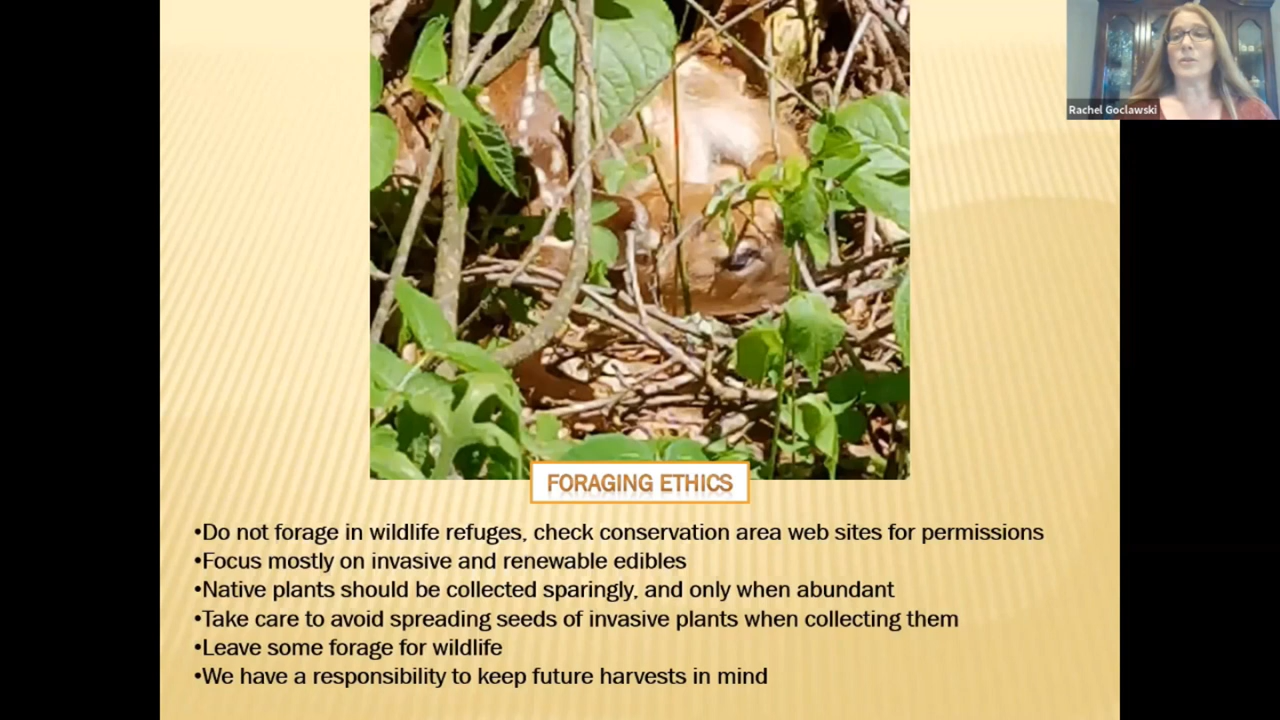 Rachel Goclawski
FORAGING ETHICS
•Do not forage in wildlife refuges, check conservation area web sites for permissions
•Focus mostly on invasive and renewable edibles
•Native plants should be collected sparingly, and only when abundant
•Take care to avoid spreading seeds of invasive plants when collecting them
•Leave some forage for wildlife
•We have a responsibility to keep future harvests in mind